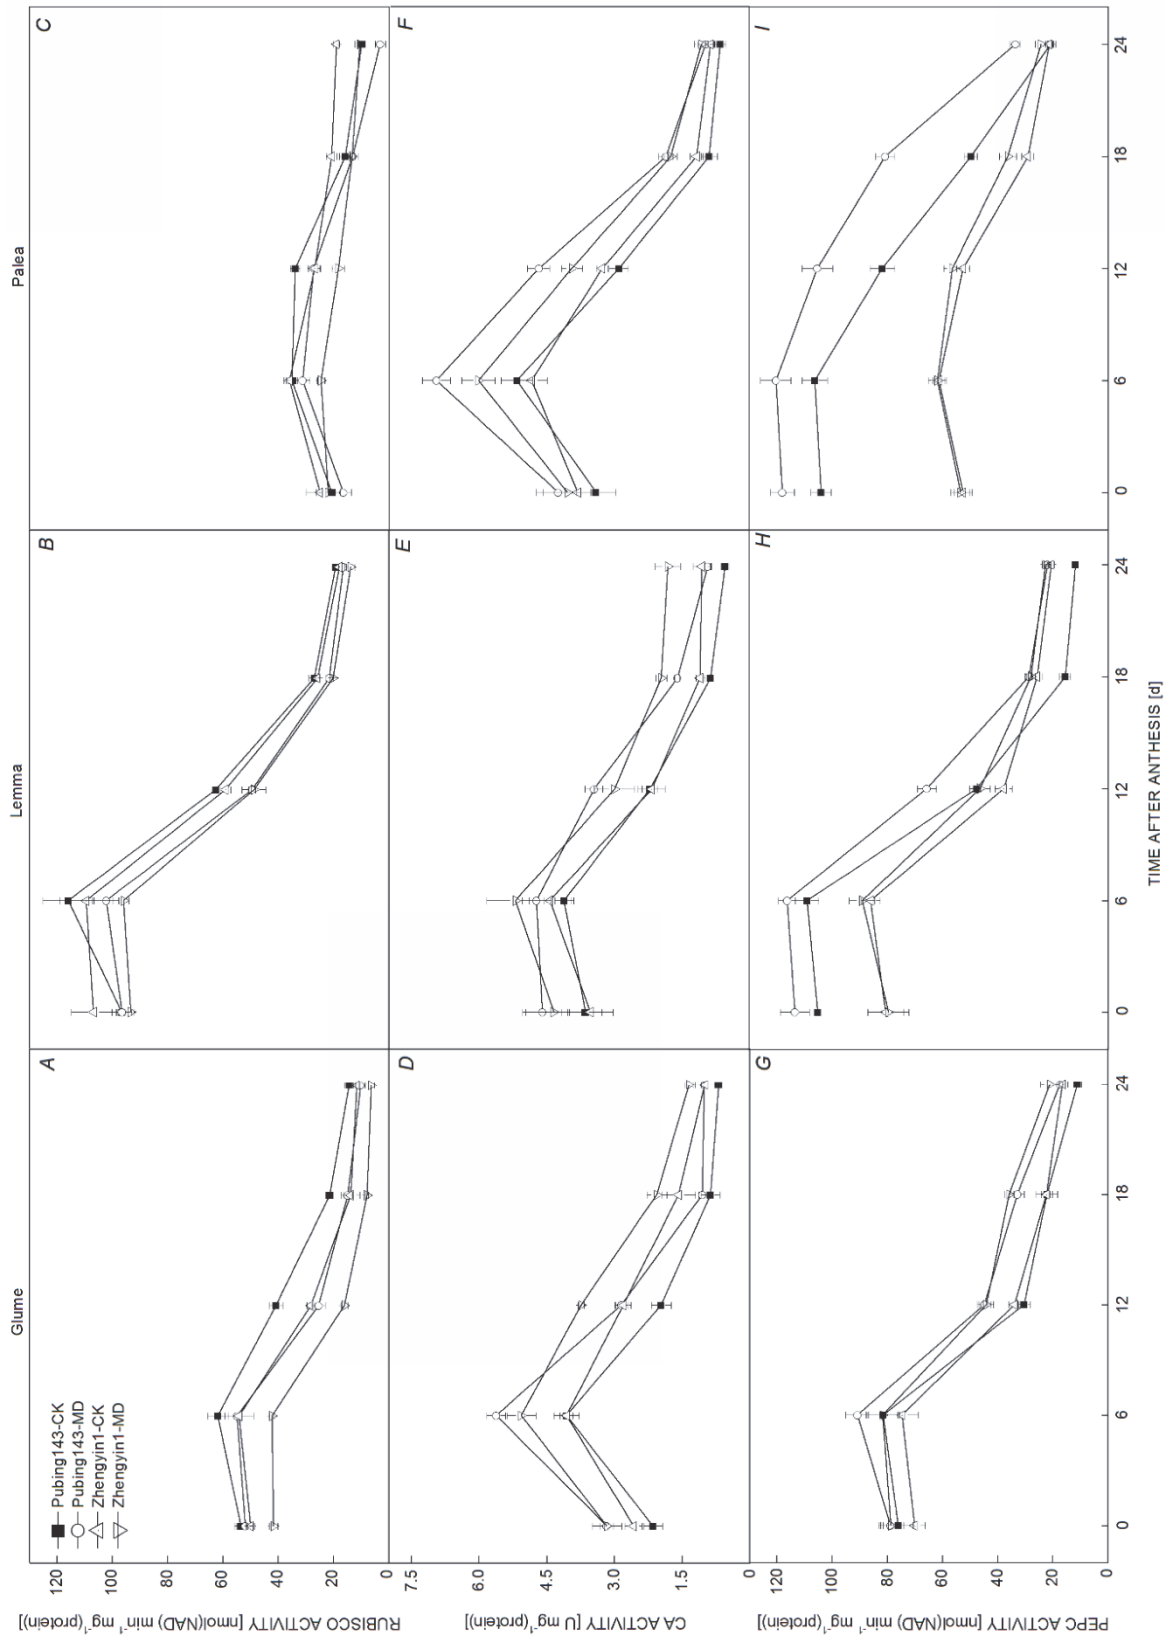 Glume
Lemma
Palea
A
B
C
Pubing143-CK
Pubing143-MD
Zhengyin1-CK
Zhengyin1-MD
RUBISCO ACTIVITY [nmol(NAD) min⁻¹ mg⁻¹(protein)]
120
100
80
60
40
20
0
D
E
F
CA ACTIVITY [U mg⁻¹(protein)]
7.5
6.0
4.5
3.0
1.5
G
H
I
PEPC ACTIVITY [nmol(NAD) min⁻¹ mg⁻¹(protein)]
120
100
80
60
40
20
0
0 6 12 18 24
0 6 12 18 24
0 6 12 18 24
TIME AFTER ANTHESIS [d]